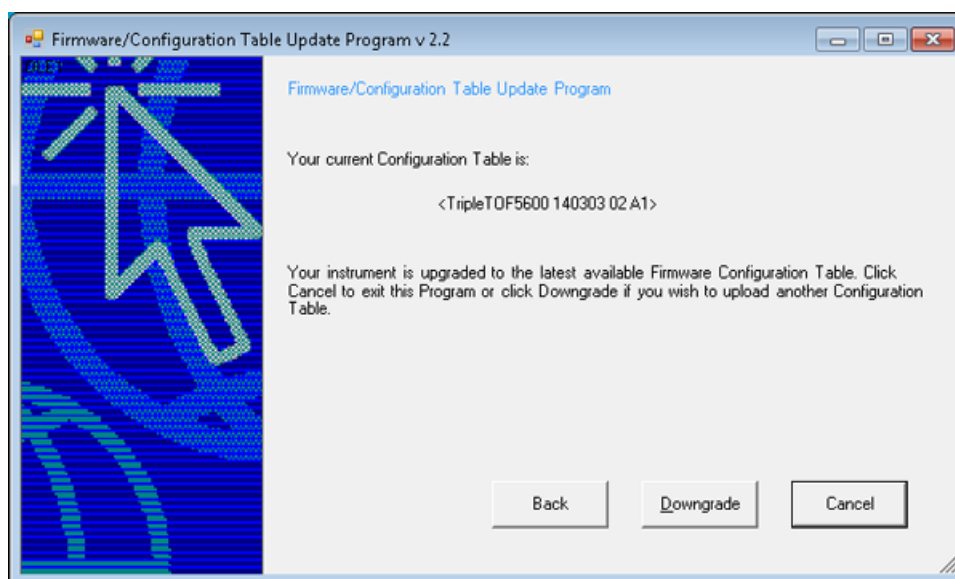 Firmware/Configuration Table Update Program v 2.2
Firmware/Configuration Table Update Program
Your current Configuration Table is:
<TripleTOF5600 140303 02 A1>
Your instrument is upgraded to the latest available Firmware Configuration Table. Click
Cancel to exit this Program or click Downgrade if you wish to upload another Configuration
Table.
Back
Downgrade
Cancel